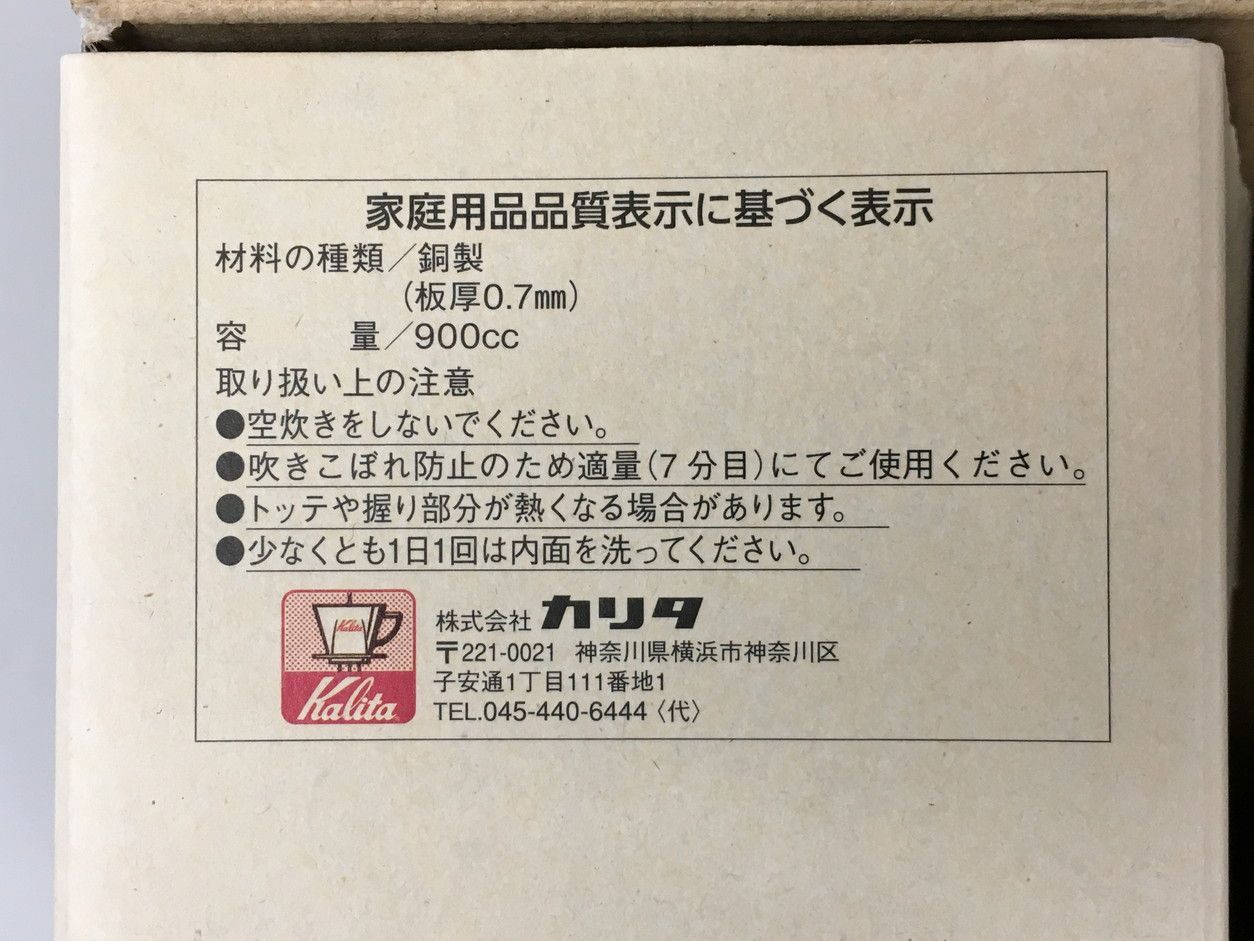 家庭用品品質表示に基づく表示
材料の種類／銅製
（板厚0.7㎜）
容　　　量／900cc
取り扱い上の注意
●空炊きをしないでください。
●吹きこぼれ防止のため適量(7分目)にてご使用ください。
●トッテや握り部分が熱くなる場合があります。
●少なくとも1日1回は内面を洗ってください。
Kalita
Kalita
株式会社 カリタ
〒221-0021 神奈川県横浜市神奈川区
子安通1丁目111番地1
TEL.045-440-6444〈代〉